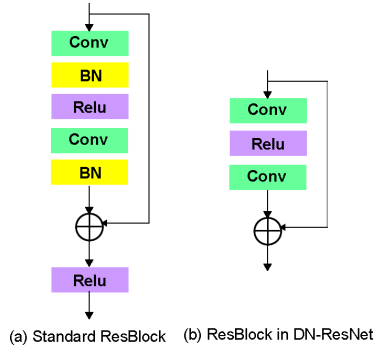 Conv
BN
Relu
Conv
BN
Relu
(a) Standard ResBlock
Conv
Relu
Conv
(b) ResBlock in DN-ResNet